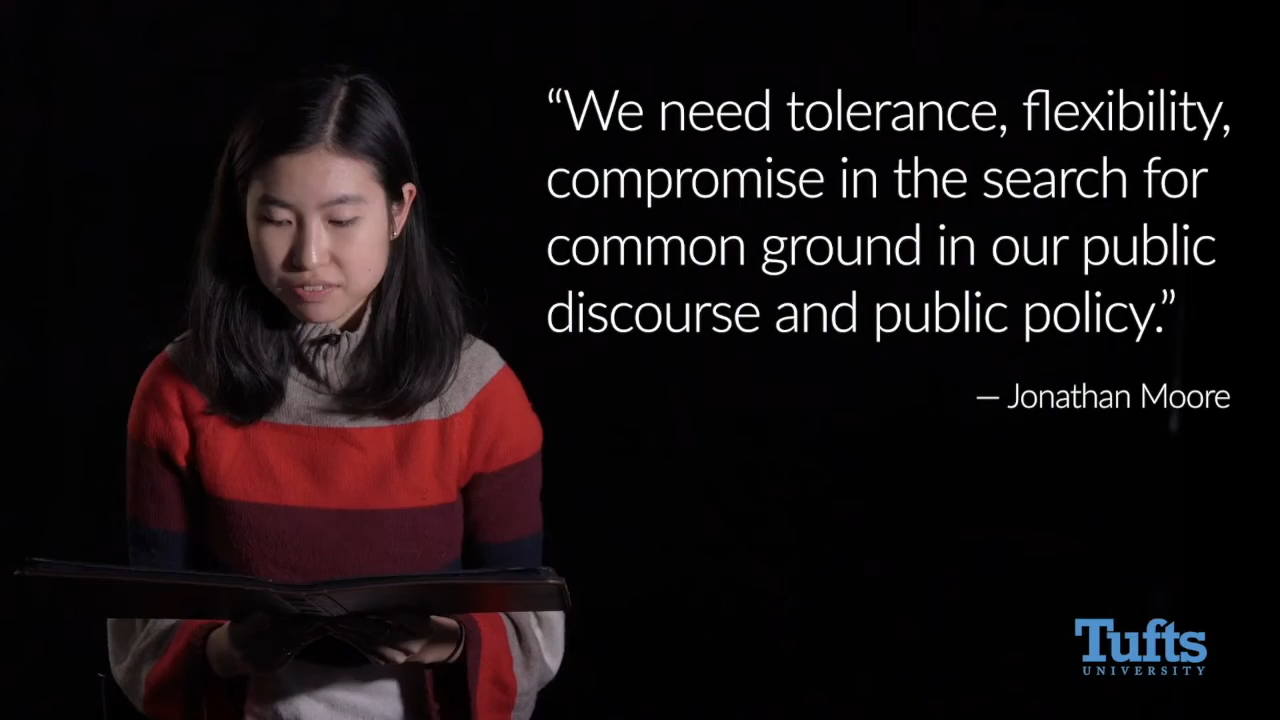 “We need tolerance, flexibility,
compromise in the search for
common ground in our public
discourse and public policy.”
— Jonathan Moore
Tufts
UNIVERSITY